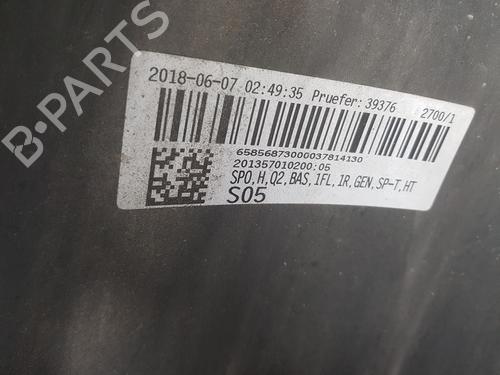 B-PARTS
2018-06-07 02:49:35 Pruefer: 39376 2700/1
65856873000037814130
201357010200:05
SPO,H,Q2,BAS,1FL,1R,GEN,SP-T,HT
S05